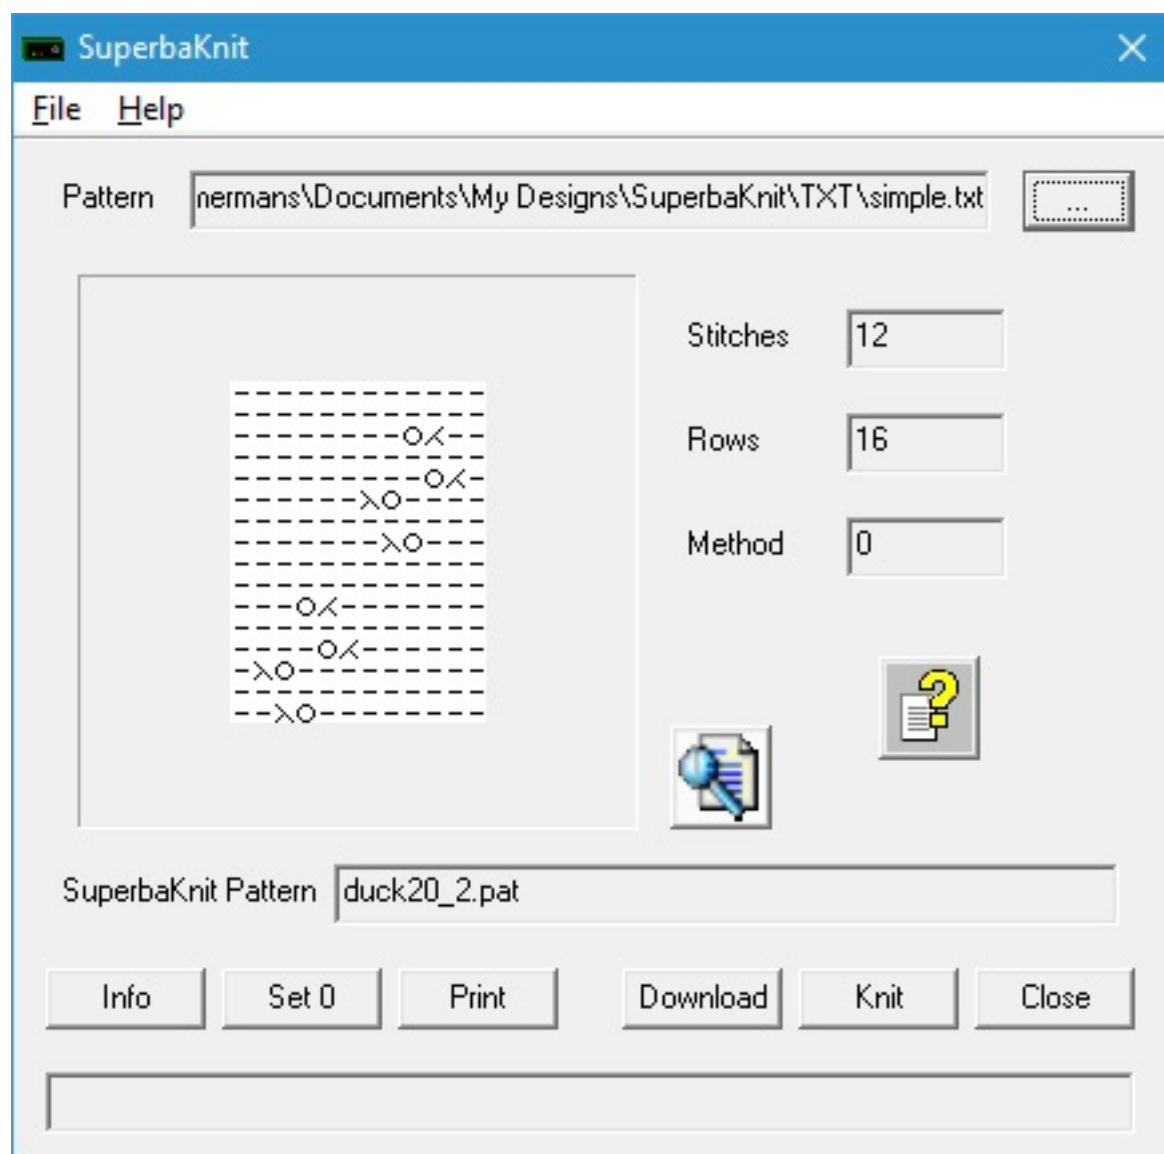 SuperbaKnit
File Help
Pattern nermans\Documents\My Designs\SuperbaKnit\TXT\simple.txt ...
Stitches 12
Rows 16
Method 0
------------
------------
--------O⋌--
------------
---------O⋌-
------⋋O----
------------
-------⋋O---
------------
------------
---O⋌-------
------------
----O⋌------
-⋋O---------
------------
--⋋O--------
SuperbaKnit Pattern duck20_2.pat
Info Set 0 Print Download Knit Close